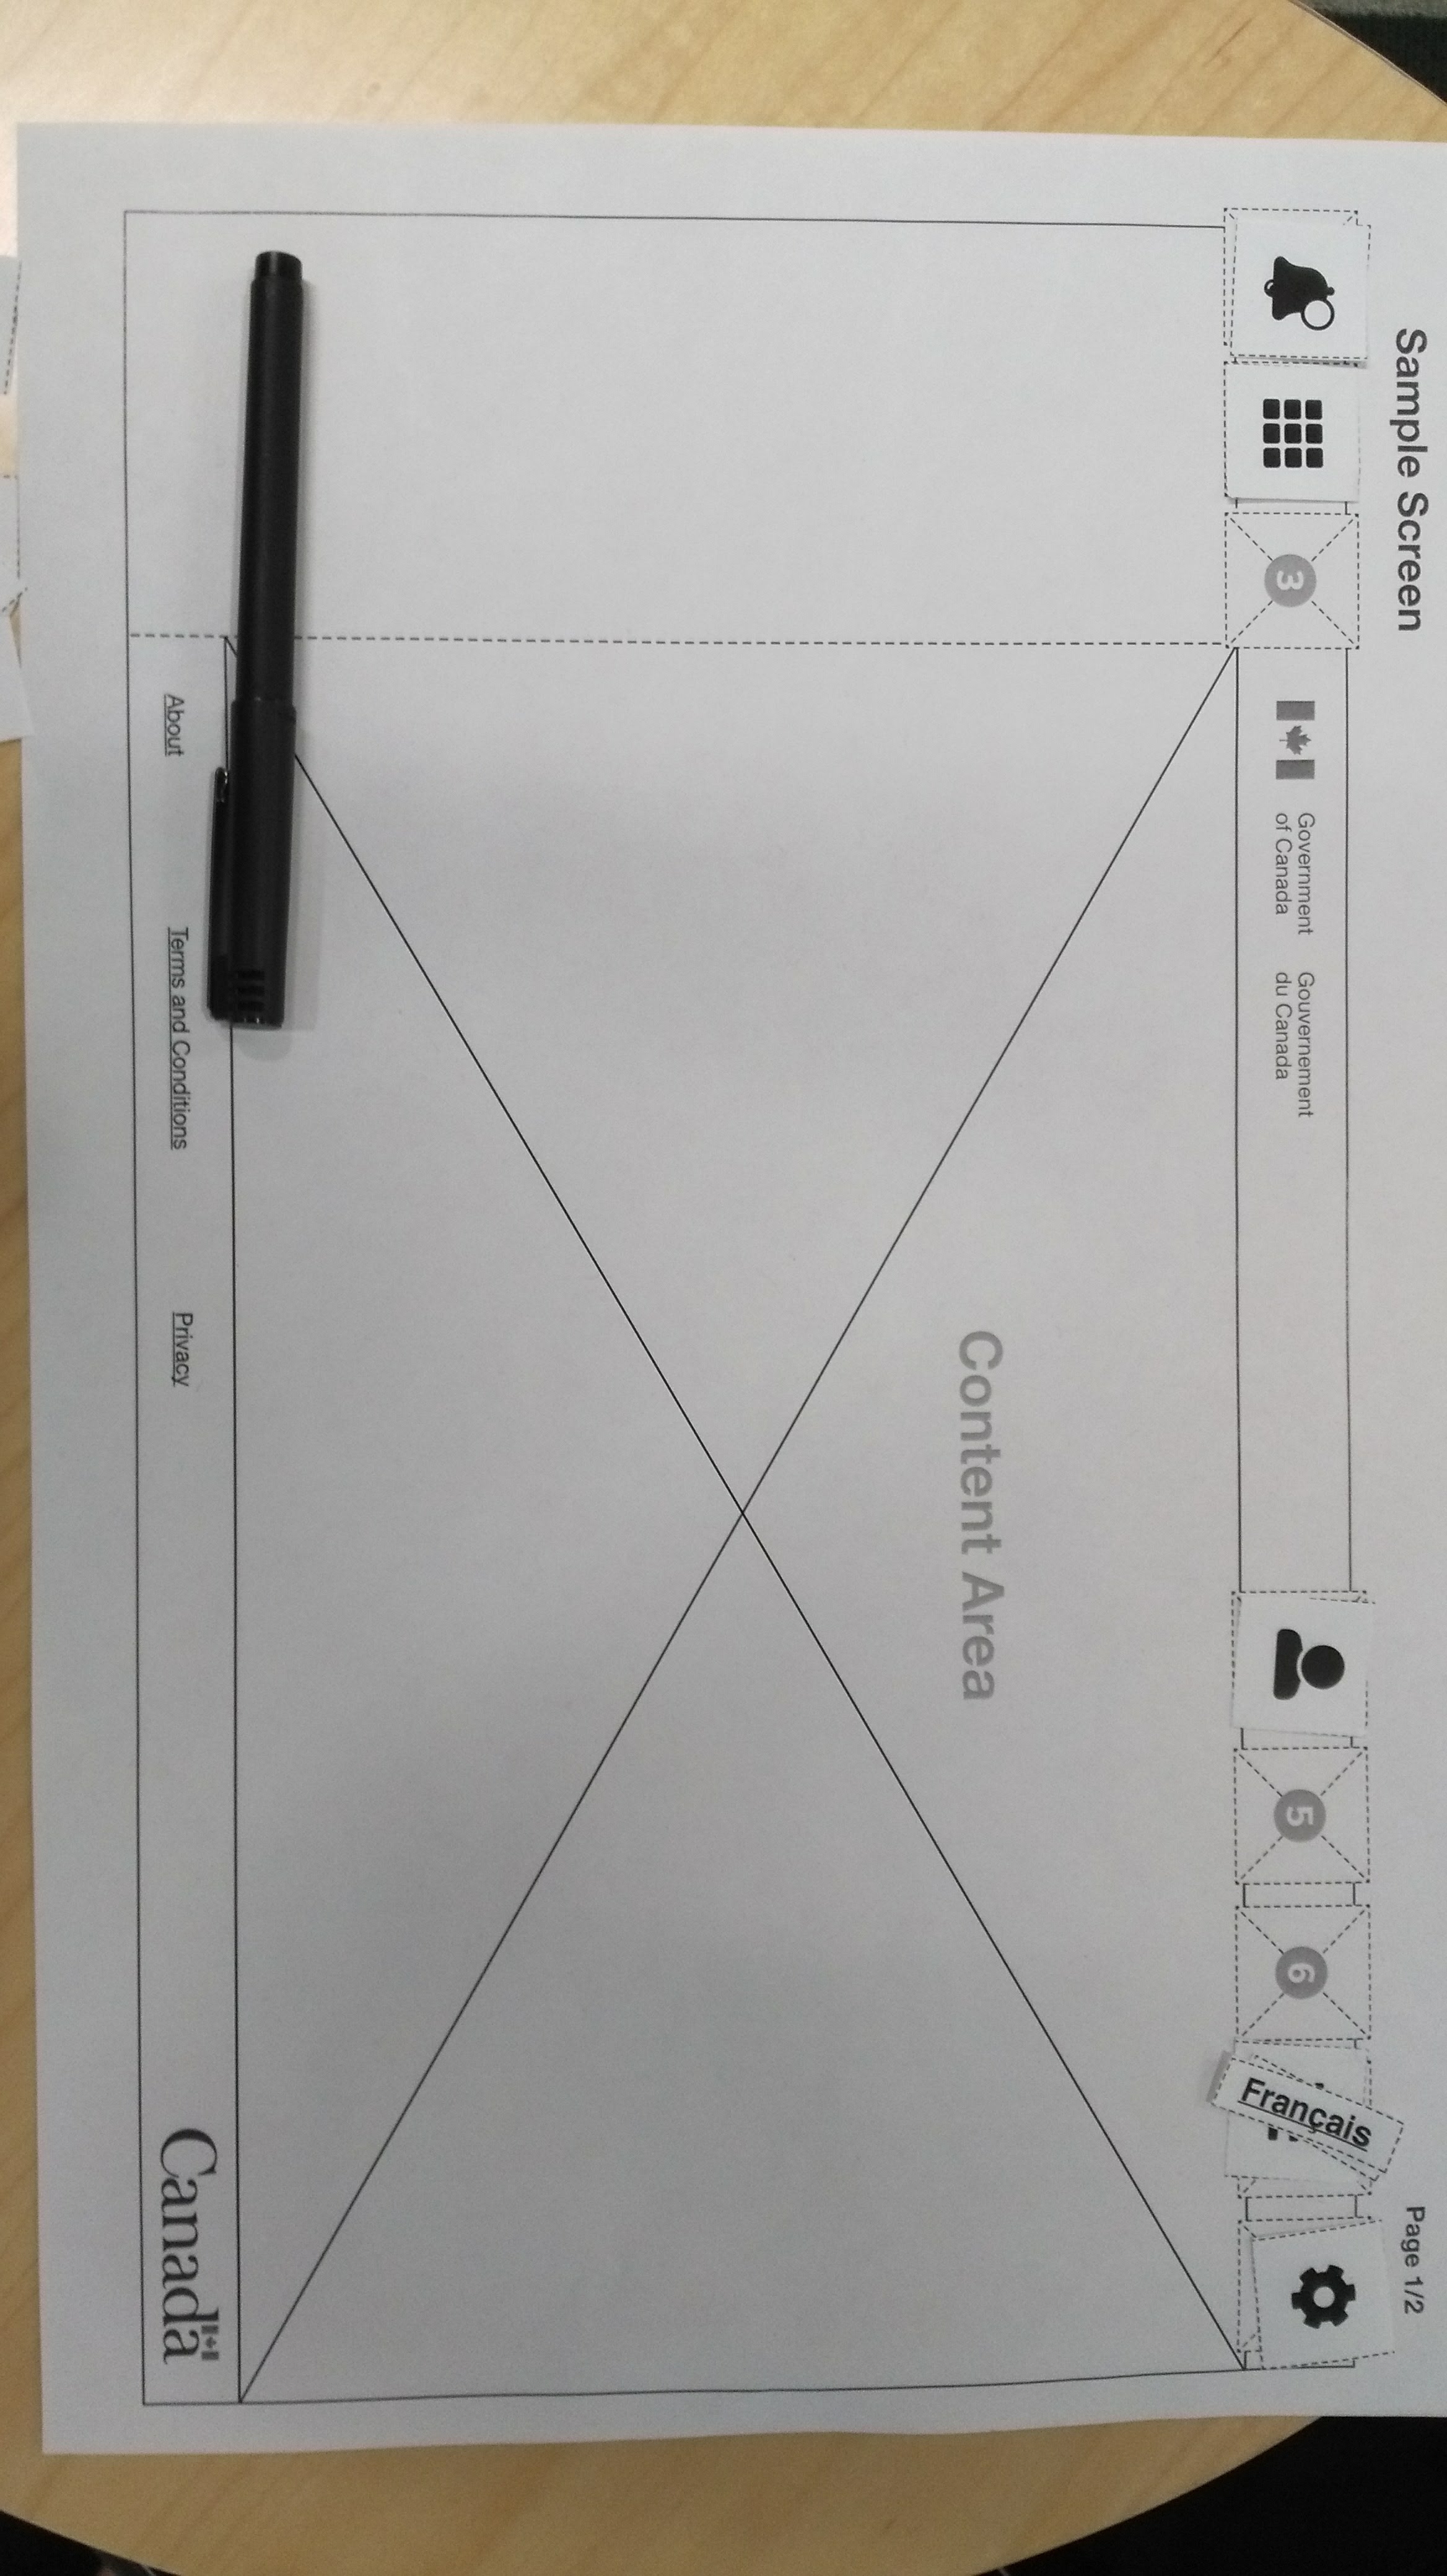 Sample Screen
Page 1/2
3
Government
of Canada
Gouvernement
du Canada
5
6
Français
Content Area
About
Terms and Conditions
Privacy
Canada